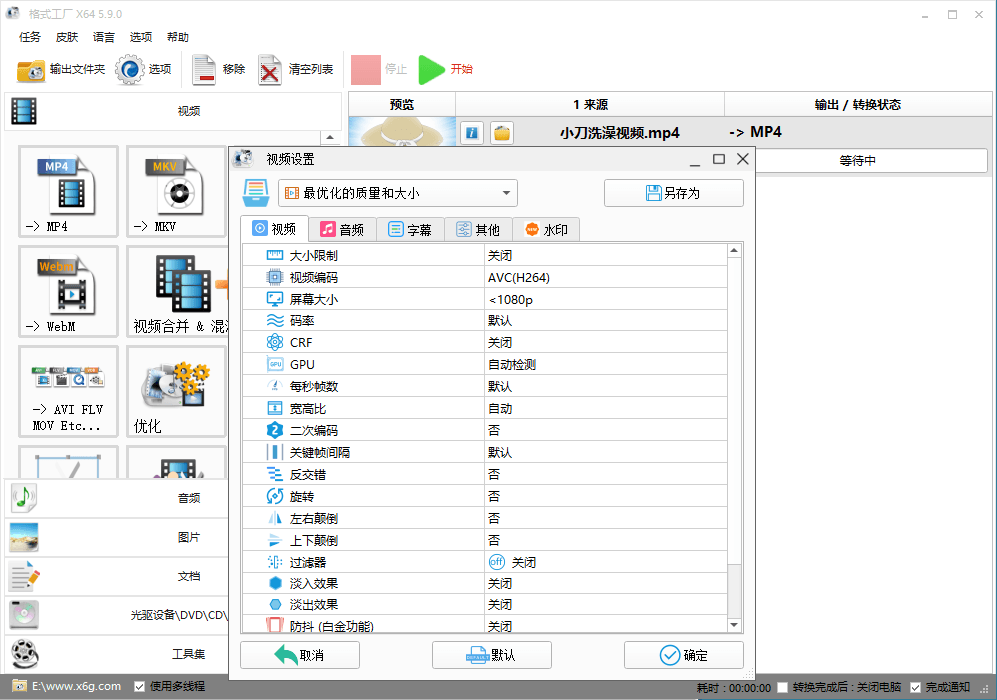 格式工厂 X64 5.9.0
任务 皮肤 语言 选项 帮助
输出文件夹 选项 移除 清空列表 停止 开始
视频
预览 1 来源 输出 / 转换状态
小刀洗澡视频.mp4 -> MP4
等待中
MP4
-> MP4
MKV
-> MKV
WebM
-> WebM
视频合并 & 混
-> AVI FLV
MOV Etc...
优化
音频
图片
文档
光驱设备\DVD\CD\
工具集
视频设置
最优化的质量和大小 另存为
视频 音频 字幕 其他 水印
大小限制 关闭
视频编码 AVC(H264)
屏幕大小 <1080p
码率 默认
CRF 关闭
GPU 自动检测
每秒帧数 默认
宽高比 自动
二次编码 否
关键帧间隔 默认
反交错 否
旋转 否
左右颠倒 否
上下颠倒 否
过滤器 off 关闭
淡入效果 关闭
淡出效果 关闭
防抖 (白金功能) 关闭
取消 默认 确定
E:\www.x6g.com 使用多线程 耗时 : 00:00:00 转换完成后 : 关闭电脑 完成通知